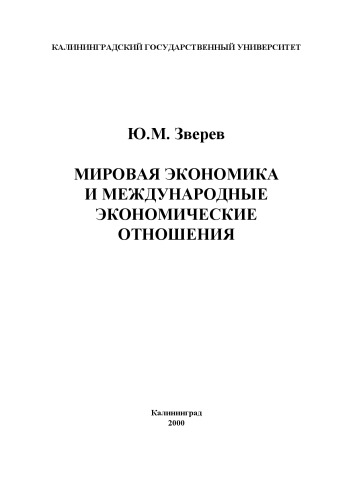 КАЛИНИНГРАДСКИЙ ГОСУДАРСТВЕННЫЙ УНИВЕРСИТЕТ
Ю.М. Зверев
МИРОВАЯ ЭКОНОМИКА
И МЕЖДУНАРОДНЫЕ
ЭКОНОМИЧЕСКИЕ
ОТНОШЕНИЯ
Калининград
2000